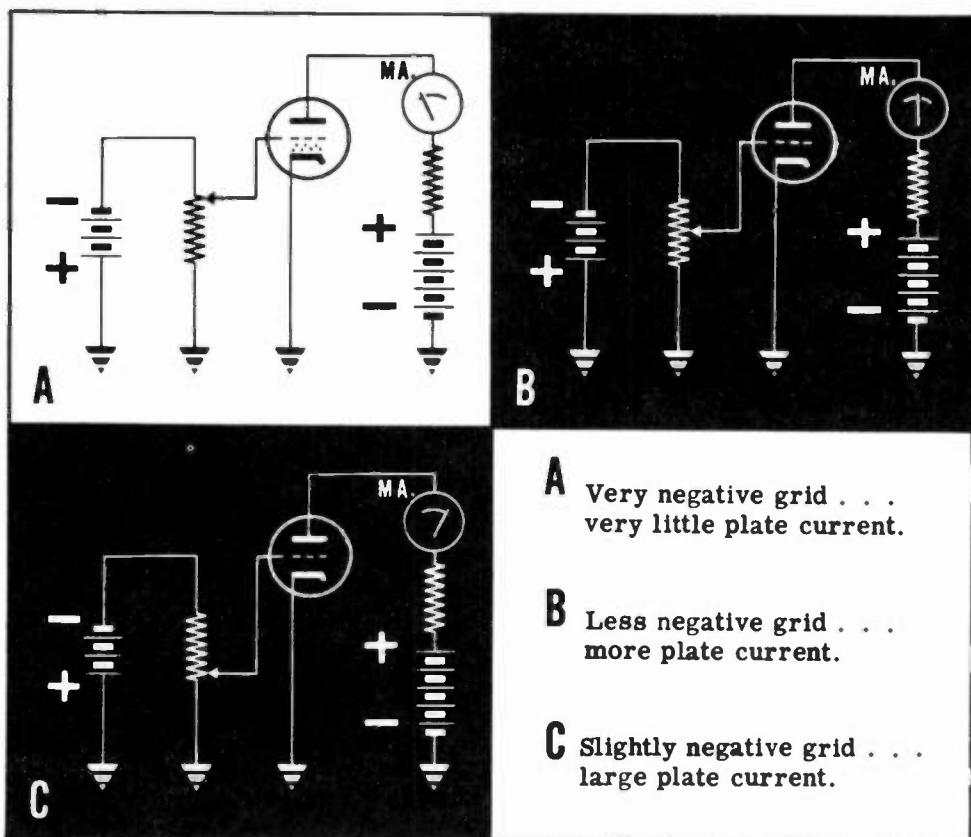 MA.
- +
+ -
A
MA.
- +
+ -
B
MA.
- +
+ -
C
A Very negative grid . . .
very little plate current.
B Less negative grid . . .
more plate current.
C Slightly negative grid . . .
large plate current.